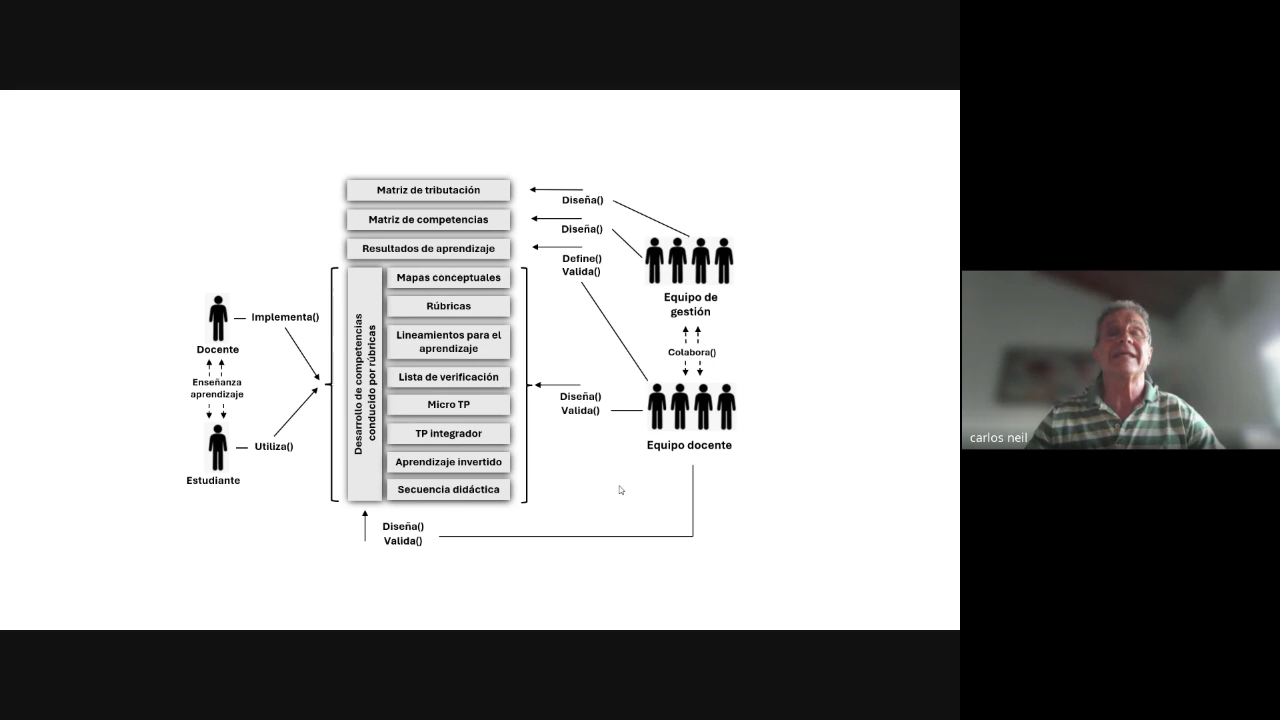 Matriz de tributación
Diseña()
Matriz de competencias
Diseña()
Resultados de aprendizaje
Define()
Valida()
Mapas conceptuales
Rúbricas
Lineamientos para el
aprendizaje
Lista de verificación
Micro TP
TP integrador
Aprendizaje invertido
Secuencia didáctica
Desarrollo de competencias
conducido por rúbricas
Implementa()
Docente
Enseñanza
aprendizaje
Utiliza()
Estudiante
Equipo de
gestión
Colabora()
Diseña()
Valida()
Equipo docente
Diseña()
Valida()
carlos neil